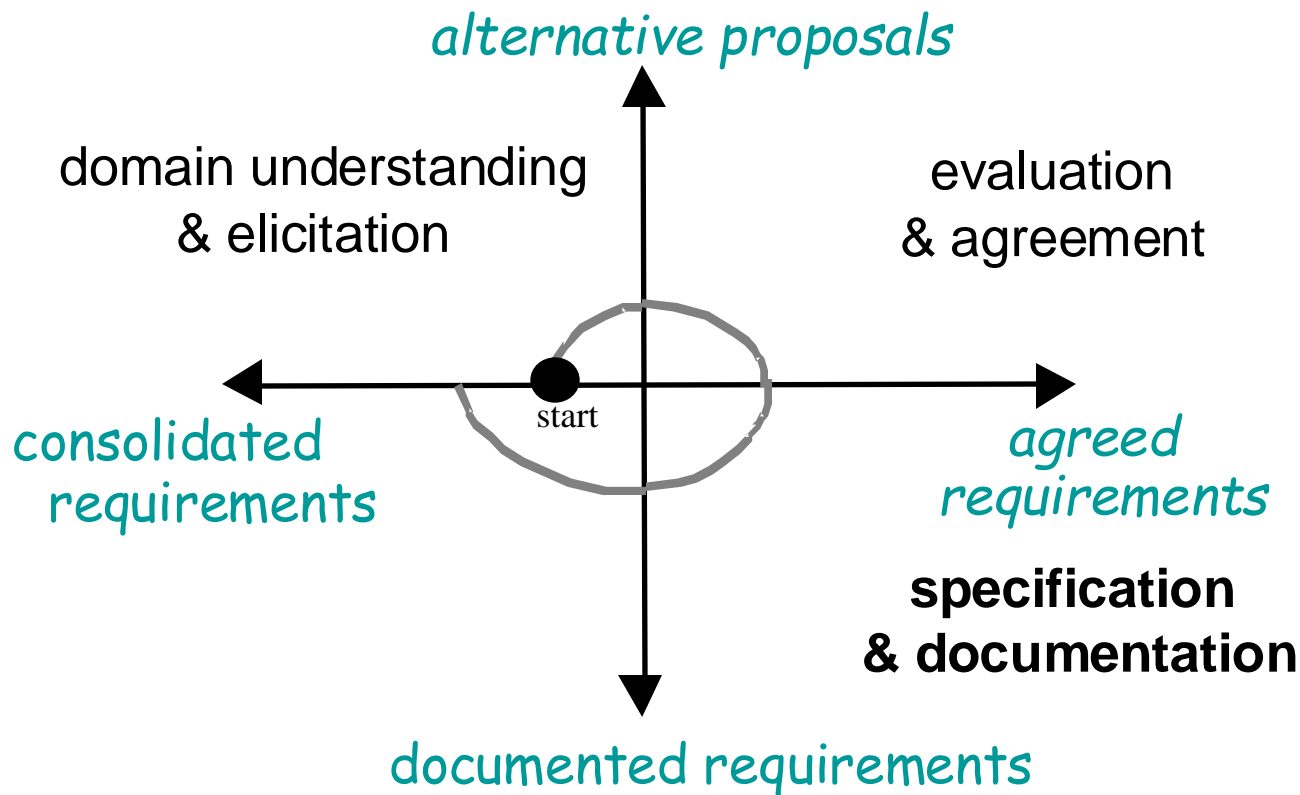 alternative proposals
domain understanding
& elicitation
evaluation
& agreement
start
consolidated
requirements
agreed
requirements
specification
& documentation
documented requirements